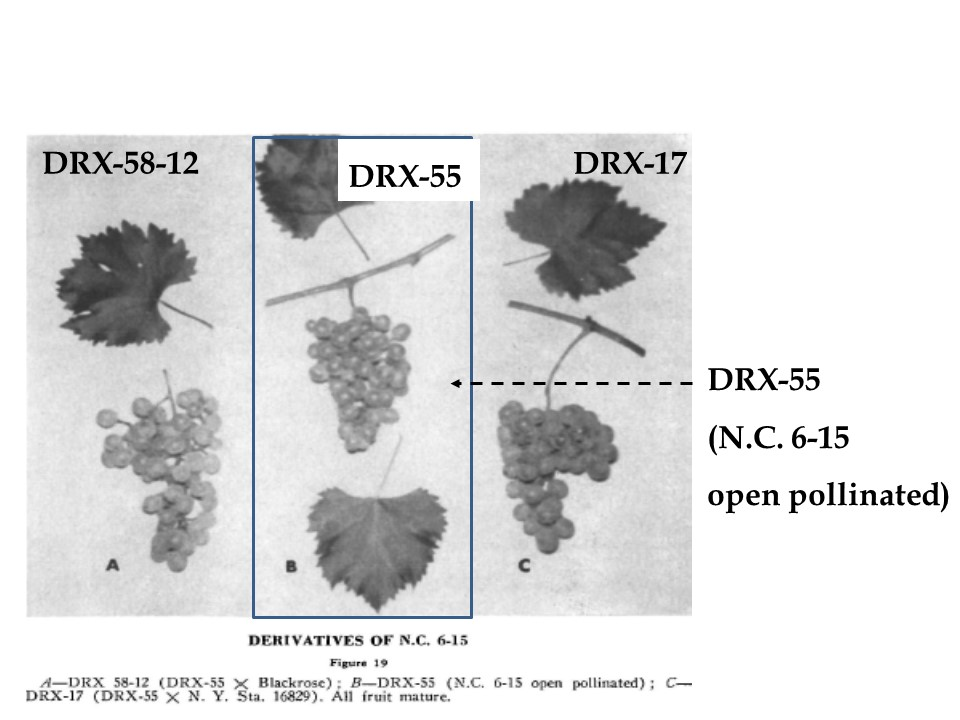 DRX-58-12
DRX-55
DRX-17
DRX-55
(N.C. 6-15
open pollinated)
A
B
C
DERIVATIVES OF N.C. 6-15
Figure 19
A—DRX 58-12 (DRX-55 × Blackrose); B—DRX-55 (N.C. 6-15 open pollinated); C—
DRX-17 (DRX-55 × N. Y. Sta. 16829). All fruit mature.